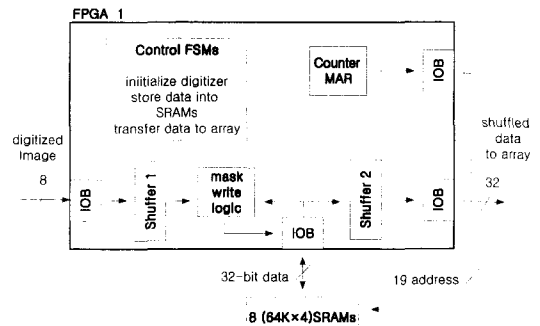 FPGA 1
Control FSMs
iniitialize digitizer
store data into
SRAMs
transfer data to array
Counter
MAR
IOB
digitized
Image
8
IOB
Shuffer 1
mask
write
logic
IOB
Shuffer 2
IOB
shuffled
data
to array
32
32-bit data
19 address
8 (64K×4)SRAMs